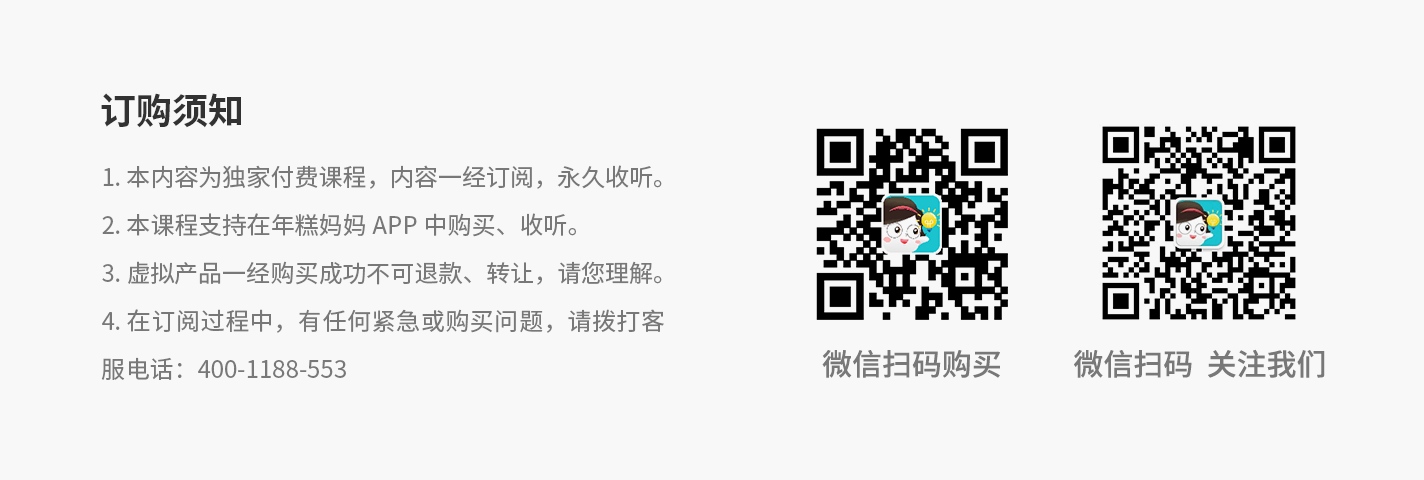 订购须知
1. 本内容为独家付费课程，内容一经订阅，永久收听。
2. 本课程支持在年糕妈妈 APP 中购买、收听。
3. 虚拟产品一经购买成功不可退款、转让，请您理解。
4. 在订阅过程中，有任何紧急或购买问题，请拨打客
服电话：400-1188-553
微信扫码购买
微信扫码 关注我们